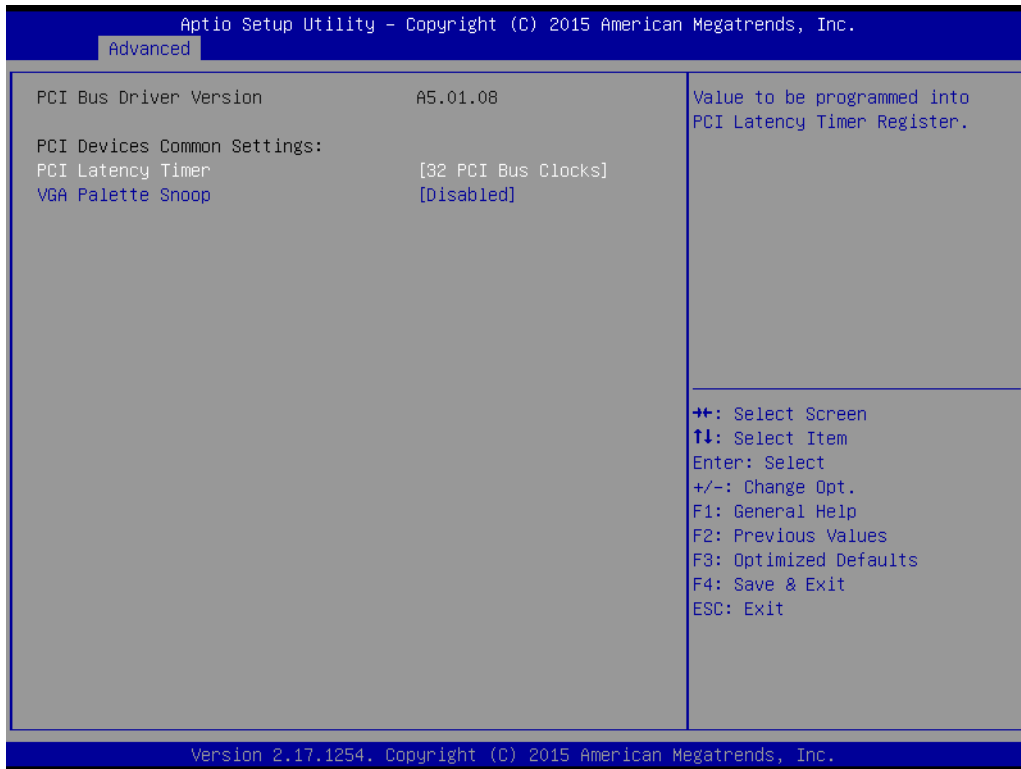 Aptio Setup Utility – Copyright (C) 2015 American Megatrends, Inc.
Advanced
PCI Bus Driver Version A5.01.08
PCI Devices Common Settings:
PCI Latency Timer [32 PCI Bus Clocks]
VGA Palette Snoop [Disabled]
Value to be programmed into
PCI Latency Timer Register.
→←: Select Screen
↑↓: Select Item
Enter: Select
+/-: Change Opt.
F1: General Help
F2: Previous Values
F3: Optimized Defaults
F4: Save & Exit
ESC: Exit
Version 2.17.1254. Copyright (C) 2015 American Megatrends, Inc.